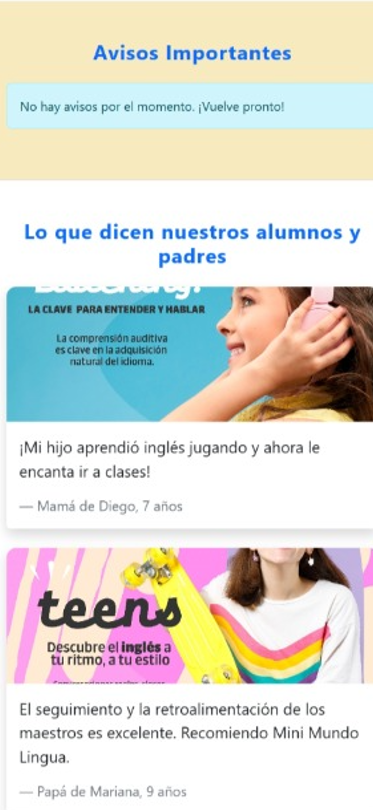 Avisos Importantes
No hay avisos por el momento. ¡Vuelve pronto!
Lo que dicen nuestros alumnos y
padres
LA CLAVE PARA ENTENDER Y HABLAR
La comprensión auditiva
es clave en la adquisición
natural del idioma.
¡Mi hijo aprendió inglés jugando y ahora le
encanta ir a clases!
— Mamá de Diego, 7 años
teens
Descubre el inglés a
tu ritmo, a tu estilo
El seguimiento y la retroalimentación de los
maestros es excelente. Recomiendo Mini Mundo
Lingua.
— Papá de Mariana, 9 años